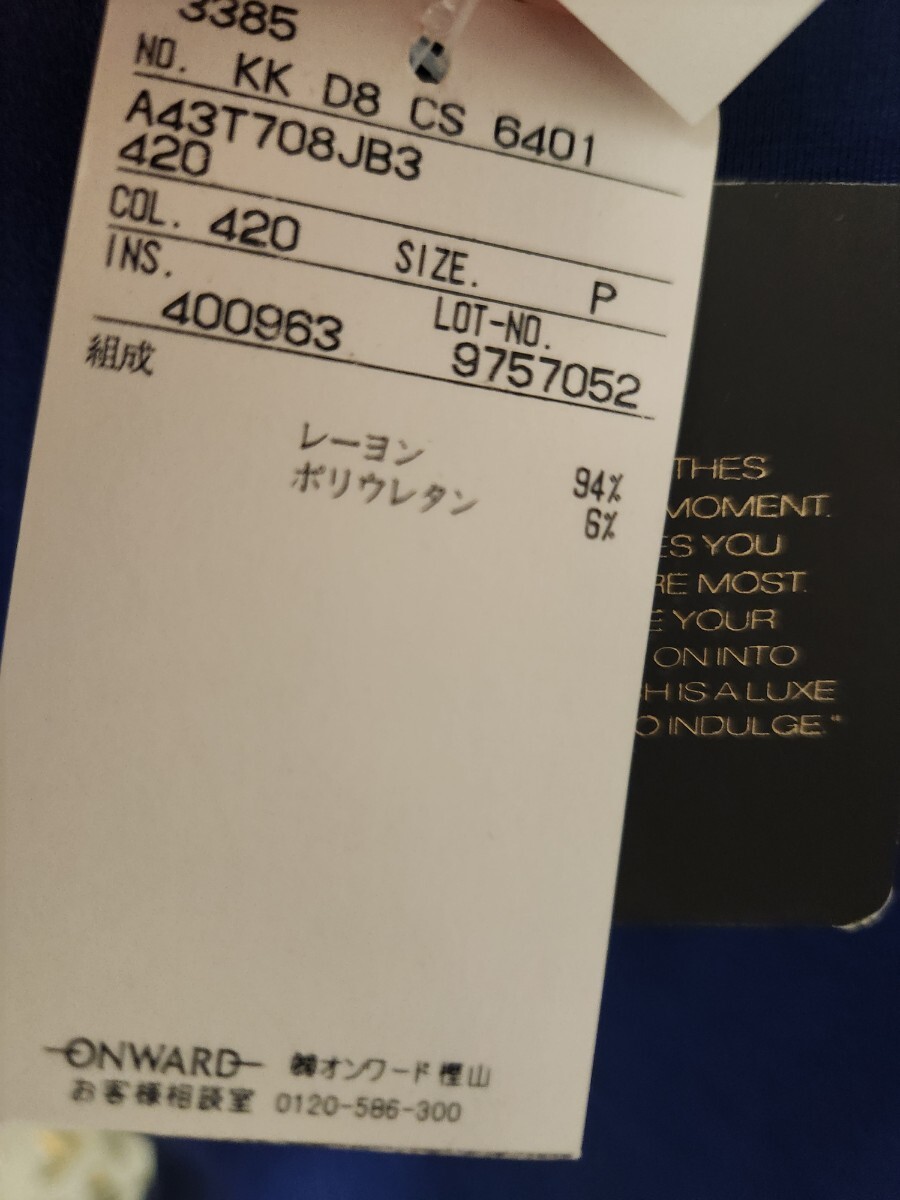 3385
NO. KK D8 CS 6401
A43T708JB3
420
COL. 420 SIZE. P
INS. LOT-NO.
400963 9757052
組成
レーヨン 94%
ポリウレタン 6%
ONWARD ㈱オンワード樫山
お客様相談室 0120-586-300
THES
MOMENT.
ES YOU
RE MOST.
E YOUR
ON INTO
H IS A LUXE
O INDULGE."